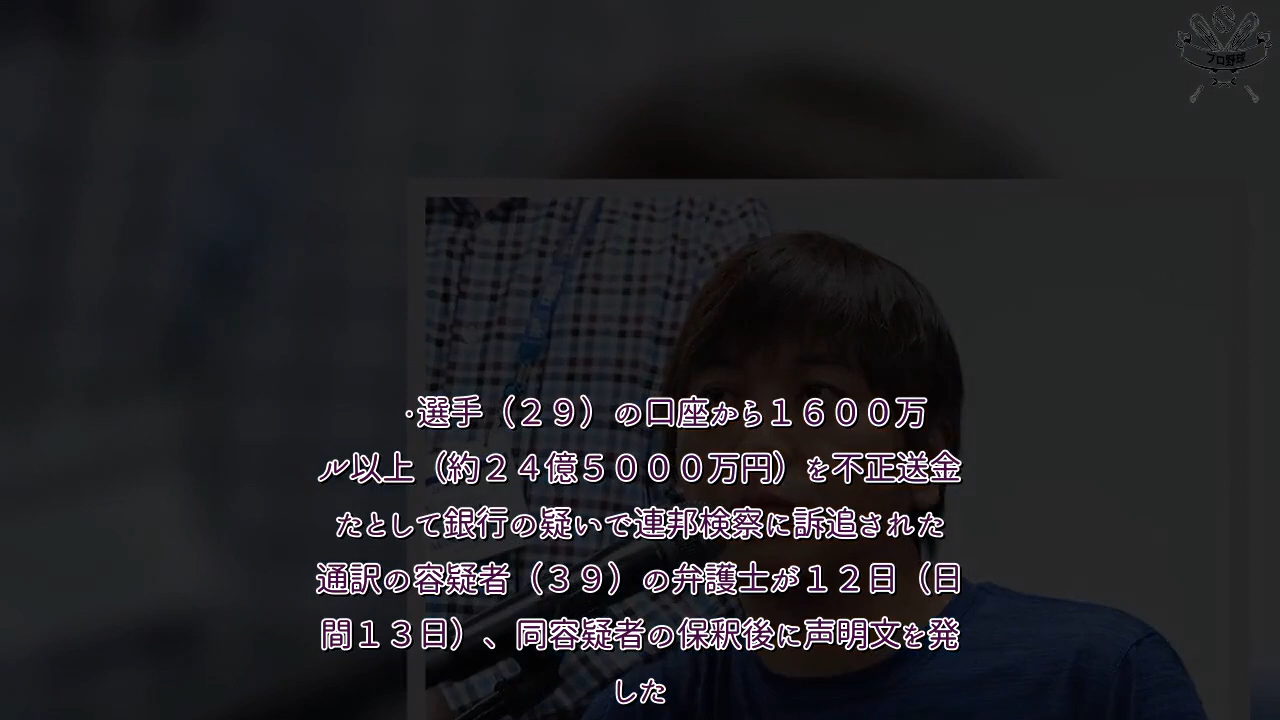 プロ野球
・選手（２９）の口座から１６００万
ル以上（約２４億５０００万円）を不正送金
たとして銀行の疑いで連邦検察に訴追された
通訳の容疑者（３９）の弁護士が１２日（日
間１３日）、同容疑者の保釈後に声明文を発
した